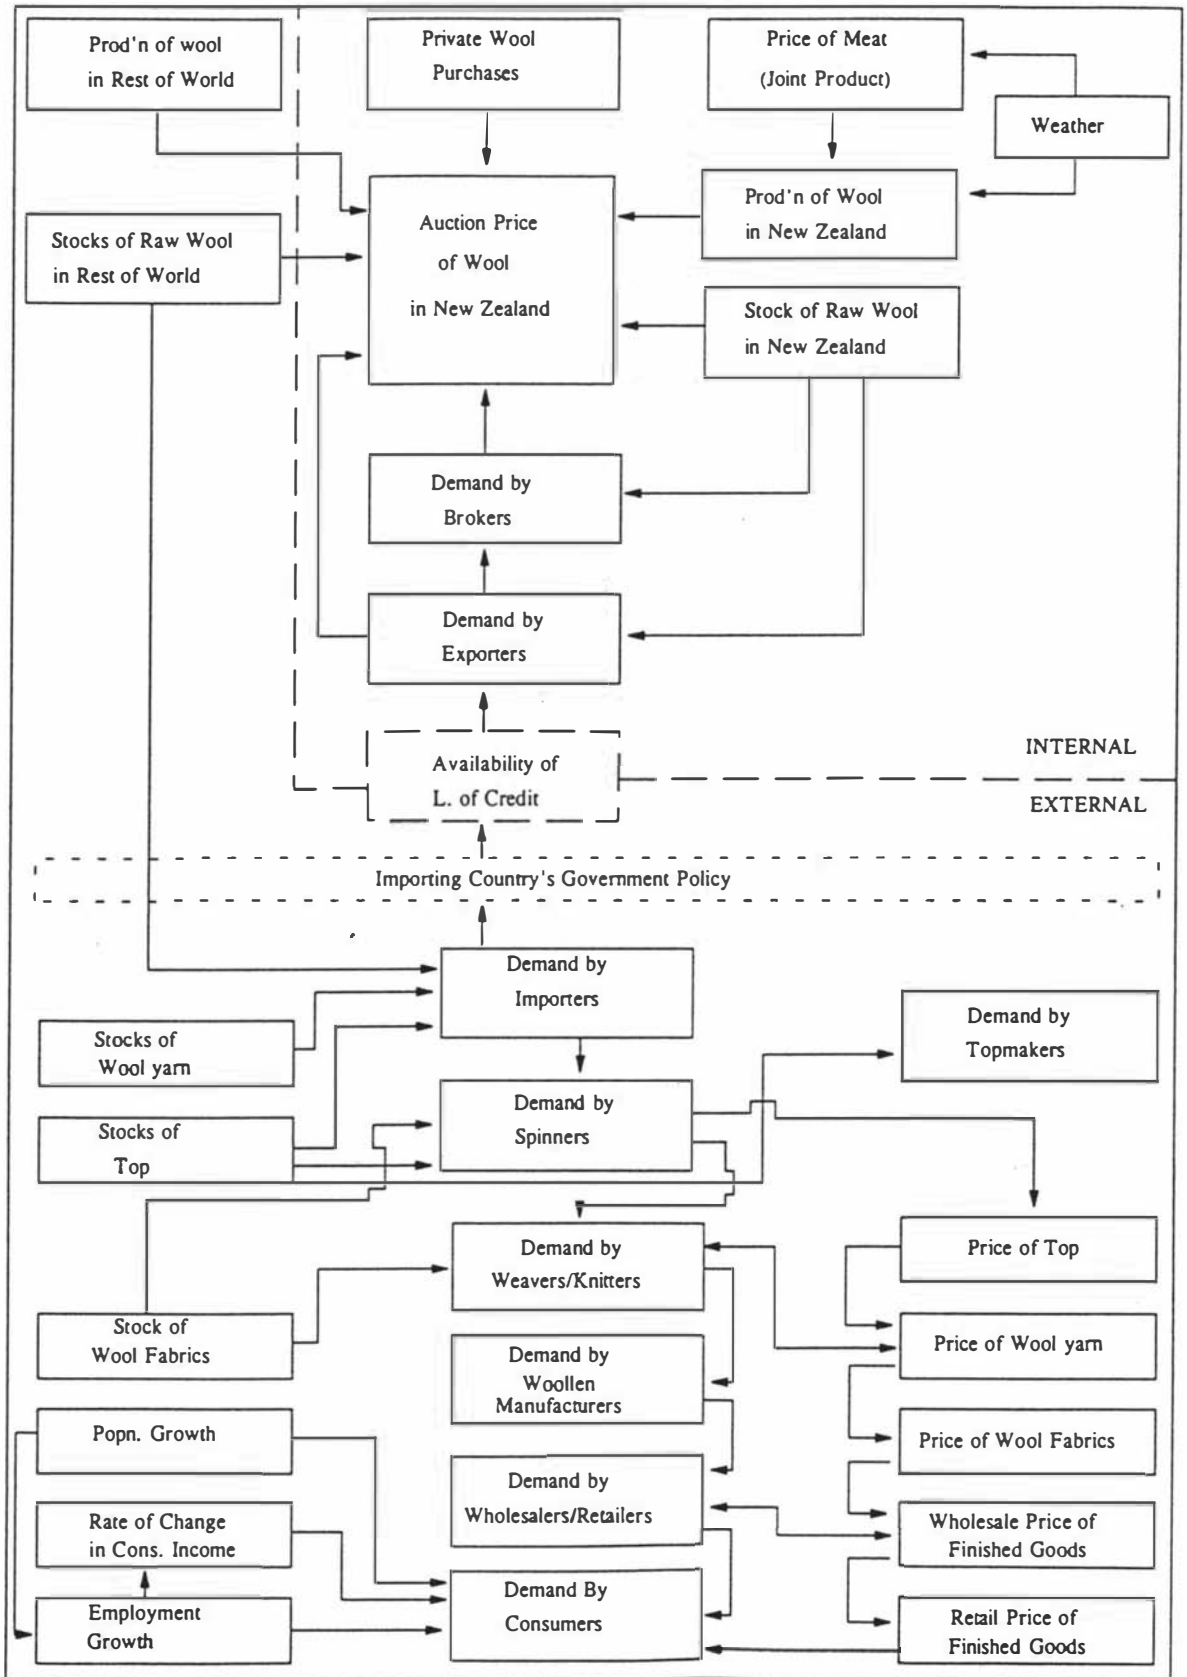 Prod'n of wool
in Rest of World
Private Wool
Purchases
Price of Meat
(Joint Product)
Weather
Stocks of Raw Wool
in Rest of World
Auction Price
of Wool
in New Zealand
Prod'n of Wool
in New Zealand
Stock of Raw Wool
in New Zealand
Demand by
Brokers
Demand by
Exporters
Availability of
L. of Credit
INTERNAL
EXTERNAL
Importing Country's Government Policy
Demand by
Importers
Stocks of
Wool yarn
Demand by
Topmakers
Stocks of
Top
Demand by
Spinners
Demand by
Weavers/Knitters
Price of Top
Stock of
Wool Fabrics
Demand by
Woollen
Manufacturers
Price of Wool yarn
Popn. Growth
Price of Wool Fabrics
Demand by
Wholesalers/Retailers
Rate of Change
in Cons. Income
Wholesale Price of
Finished Goods
Demand By
Consumers
Employment
Growth
Retail Price of
Finished Goods